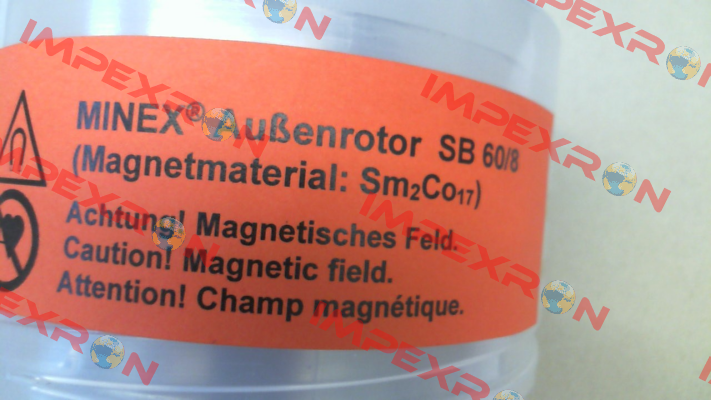 MINEX® Außenrotor SB 60/8
(Magnetmaterial: Sm₂Co₁₇)
Achtung! Magnetisches Feld.
Caution! Magnetic field.
Attention! Champ magnétique.
IMPEXRON
IMPEXRON
IMPEXRON
IMPEXRON
IMPEXRON
IMPEXRON
IMPEXRON